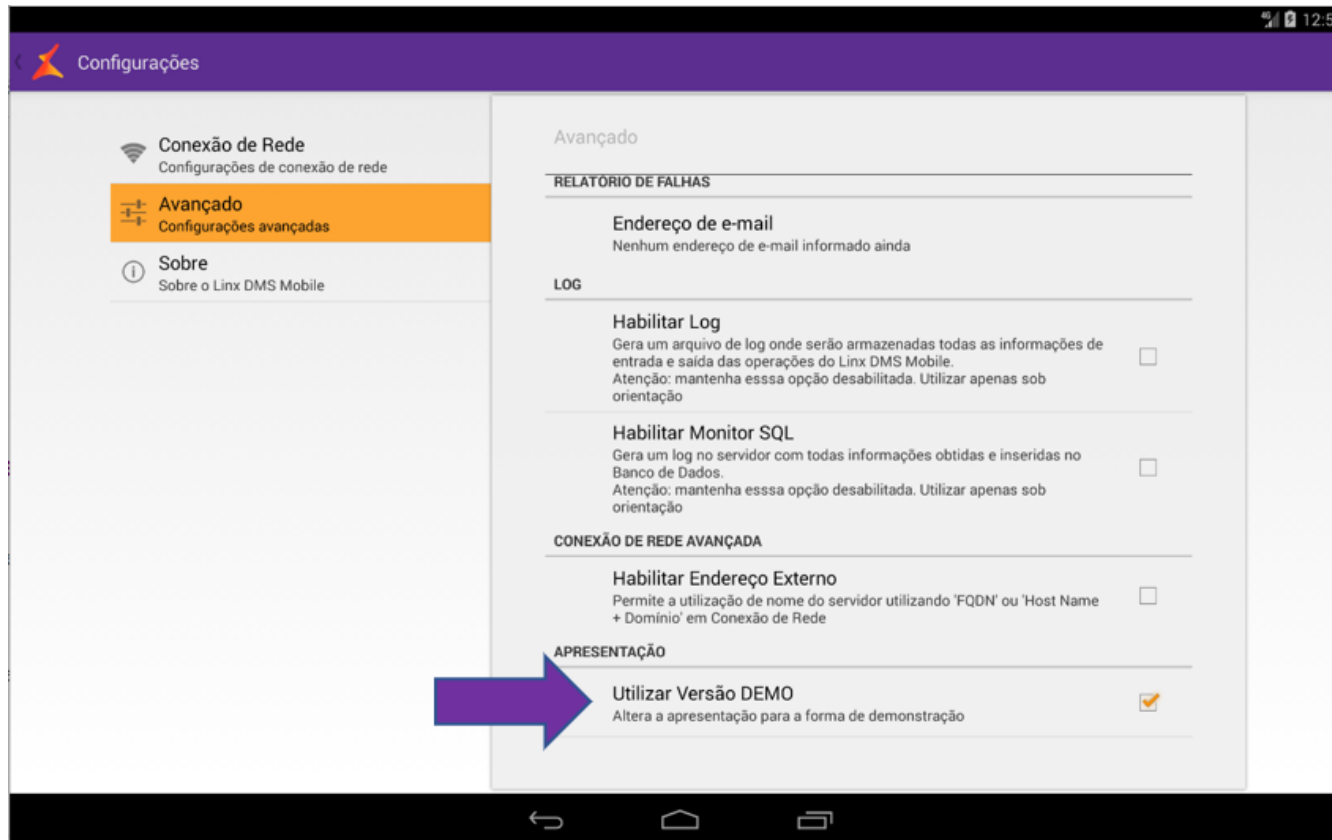 4G 12:5
Configurações
Conexão de Rede
Configurações de conexão de rede
Avançado
Configurações avançadas
Sobre
Sobre o Linx DMS Mobile
Avançado
RELATÓRIO DE FALHAS
Endereço de e-mail
Nenhum endereço de e-mail informado ainda
LOG
Habilitar Log
Gera um arquivo de log onde serão armazenadas todas as informações de
entrada e saída das operações do Linx DMS Mobile.
Atenção: mantenha esssa opção desabilitada. Utilizar apenas sob
orientação
Habilitar Monitor SQL
Gera um log no servidor com todas informações obtidas e inseridas no
Banco de Dados.
Atenção: mantenha esssa opção desabilitada. Utilizar apenas sob
orientação
CONEXÃO DE REDE AVANÇADA
Habilitar Endereço Externo
Permite a utilização de nome do servidor utilizando 'FQDN' ou 'Host Name
+ Domínio' em Conexão de Rede
APRESENTAÇÃO
Utilizar Versão DEMO
Altera a apresentação para a forma de demonstração